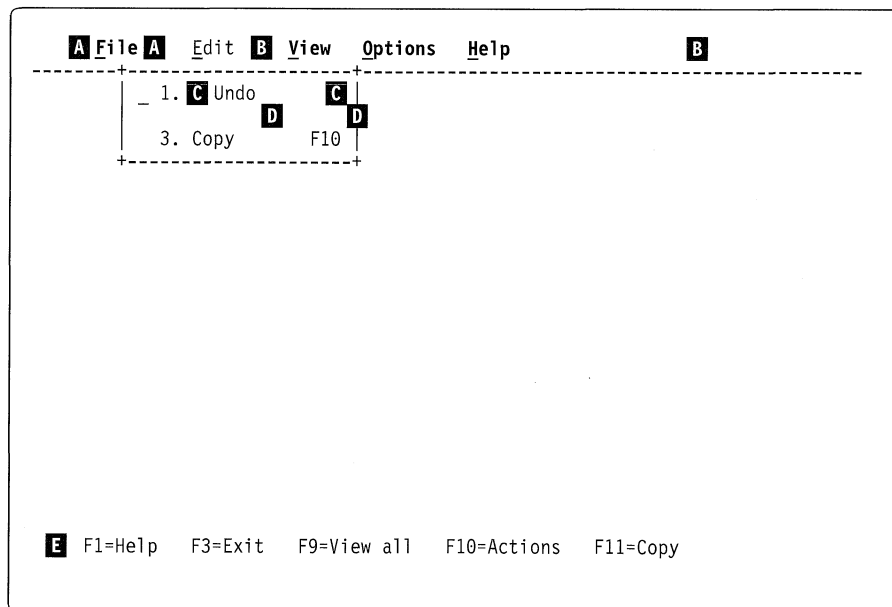 A File A Edit B View Options Help B
_ 1. C Undo C
D D
3. Copy F10
E F1=Help F3=Exit F9=View all F10=Actions F11=Copy